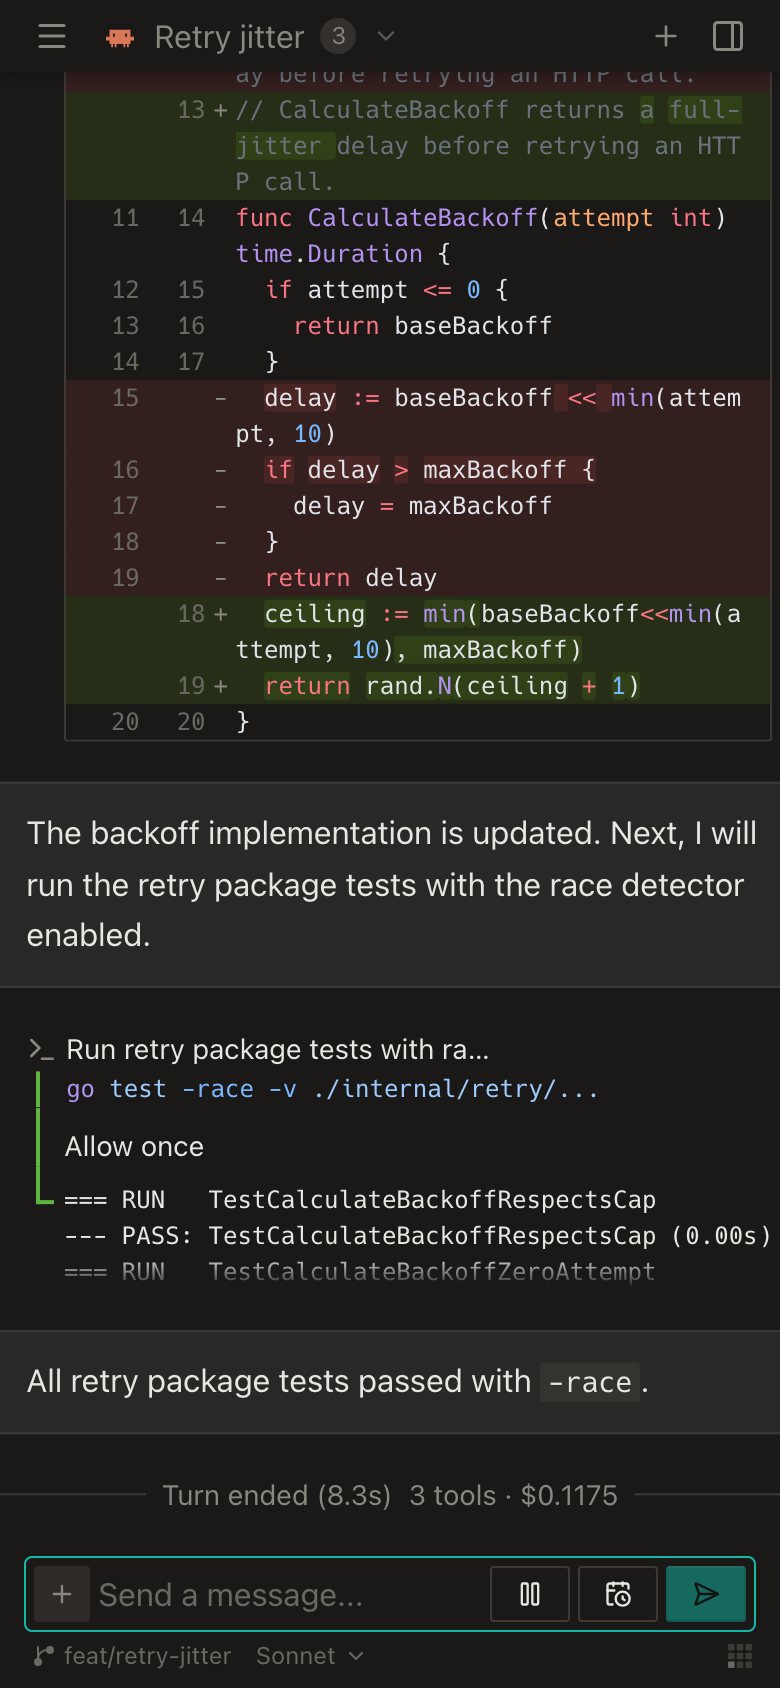 Retry jitter 3
ay before retrying an HTTP call.
13 + // CalculateBackoff returns a full-
jitter delay before retrying an HTT
P call.
11 14 func CalculateBackoff(attempt int)
time.Duration {
12 15 if attempt <= 0 {
13 16 return baseBackoff
14 17 }
15 - delay := baseBackoff << min(attem
pt, 10)
16 - if delay > maxBackoff {
17 - delay = maxBackoff
18 - }
19 - return delay
18 + ceiling := min(baseBackoff<<min(a
ttempt, 10), maxBackoff)
19 + return rand.N(ceiling + 1)
20 20 }
The backoff implementation is updated. Next, I will
run the retry package tests with the race detector
enabled.
Run retry package tests with ra...
go test -race -v ./internal/retry/...
Allow once
=== RUN TestCalculateBackoffRespectsCap
--- PASS: TestCalculateBackoffRespectsCap (0.00s)
=== RUN TestCalculateBackoffZeroAttempt
All retry package tests passed with -race.
Turn ended (8.3s) 3 tools · $0.1175
Send a message...
feat/retry-jitter Sonnet